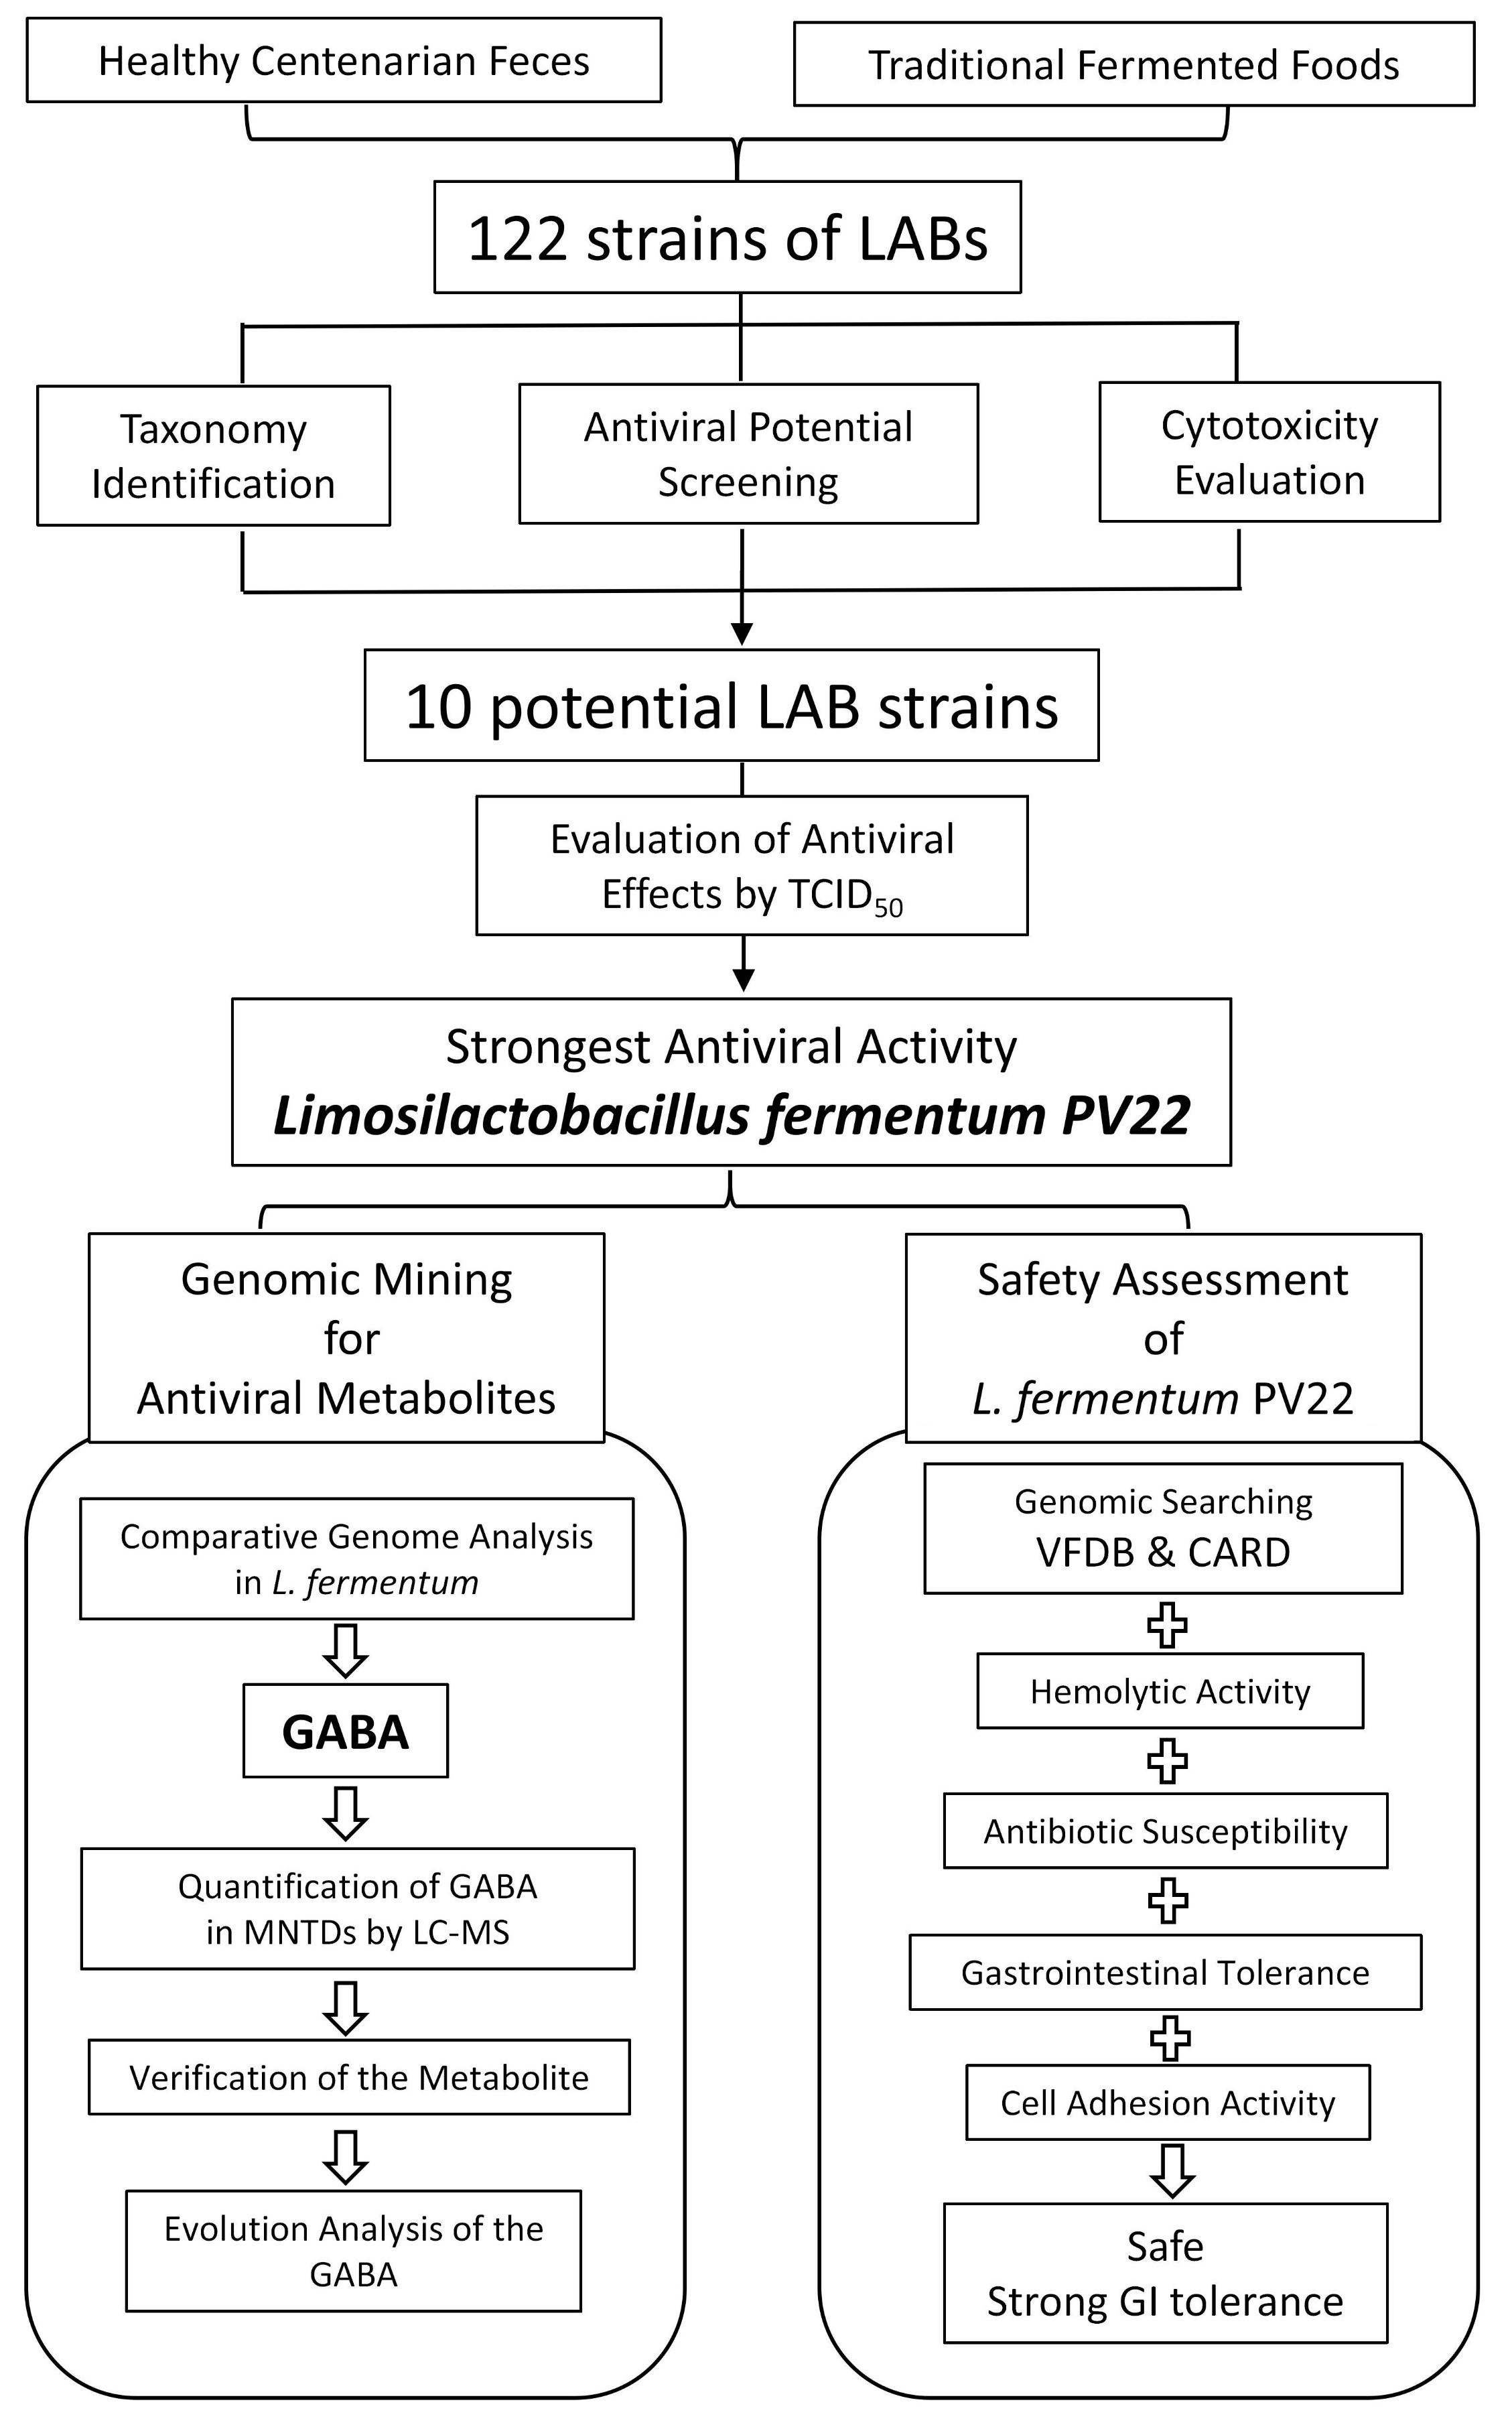 Healthy Centenarian Feces
Traditional Fermented Foods
122 strains of LABs
Taxonomy
Identification
Antiviral Potential
Screening
Cytotoxicity
Evaluation
10 potential LAB strains
Evaluation of Antiviral
Effects by TCID50
Strongest Antiviral Activity
Limosilactobacillus fermentum PV22
Genomic Mining
for
Antiviral Metabolites
Comparative Genome Analysis
in L. fermentum
GABA
Quantification of GABA
in MNTDs by LC-MS
Verification of the Metabolite
Evolution Analysis of the
GABA
Safety Assessment
of
L. fermentum PV22
Genomic Searching
VFDB & CARD
Hemolytic Activity
Antibiotic Susceptibility
Gastrointestinal Tolerance
Cell Adhesion Activity
Safe
Strong GI tolerance